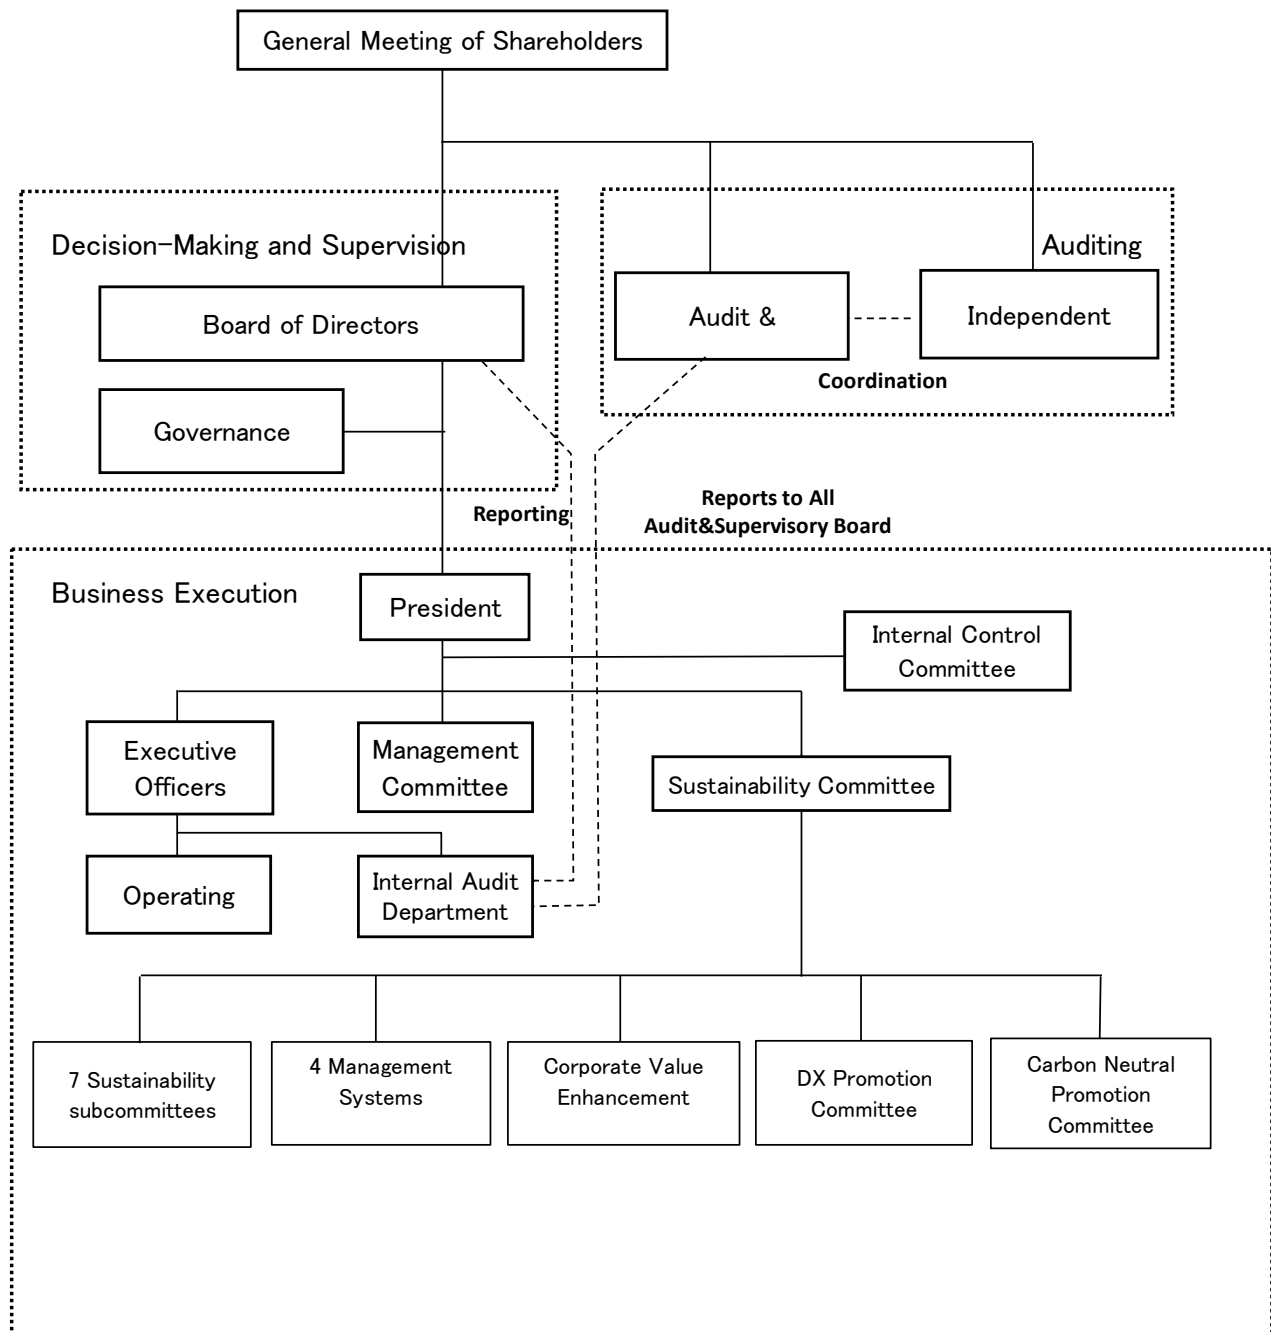 General Meeting of Shareholders
Decision-Making and Supervision
Auditing
Board of Directors
Audit &
Independent
Coordination
Governance
Reporting
Reports to All
Audit&Supervisory Board
Business Execution
President
Internal Control
Committee
Executive
Officers
Management
Committee
Sustainability Committee
Operating
Internal Audit
Department
7 Sustainability
subcommittees
4 Management
Systems
Corporate Value
Enhancement
DX Promotion
Committee
Carbon Neutral
Promotion
Committee